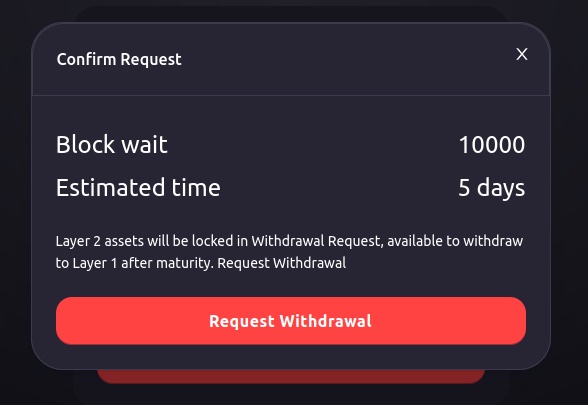 Confirm Request X
Block wait 10000
Estimated time 5 days
Layer 2 assets will be locked in Withdrawal Request, available to withdraw
to Layer 1 after maturity. Request Withdrawal
Request Withdrawal